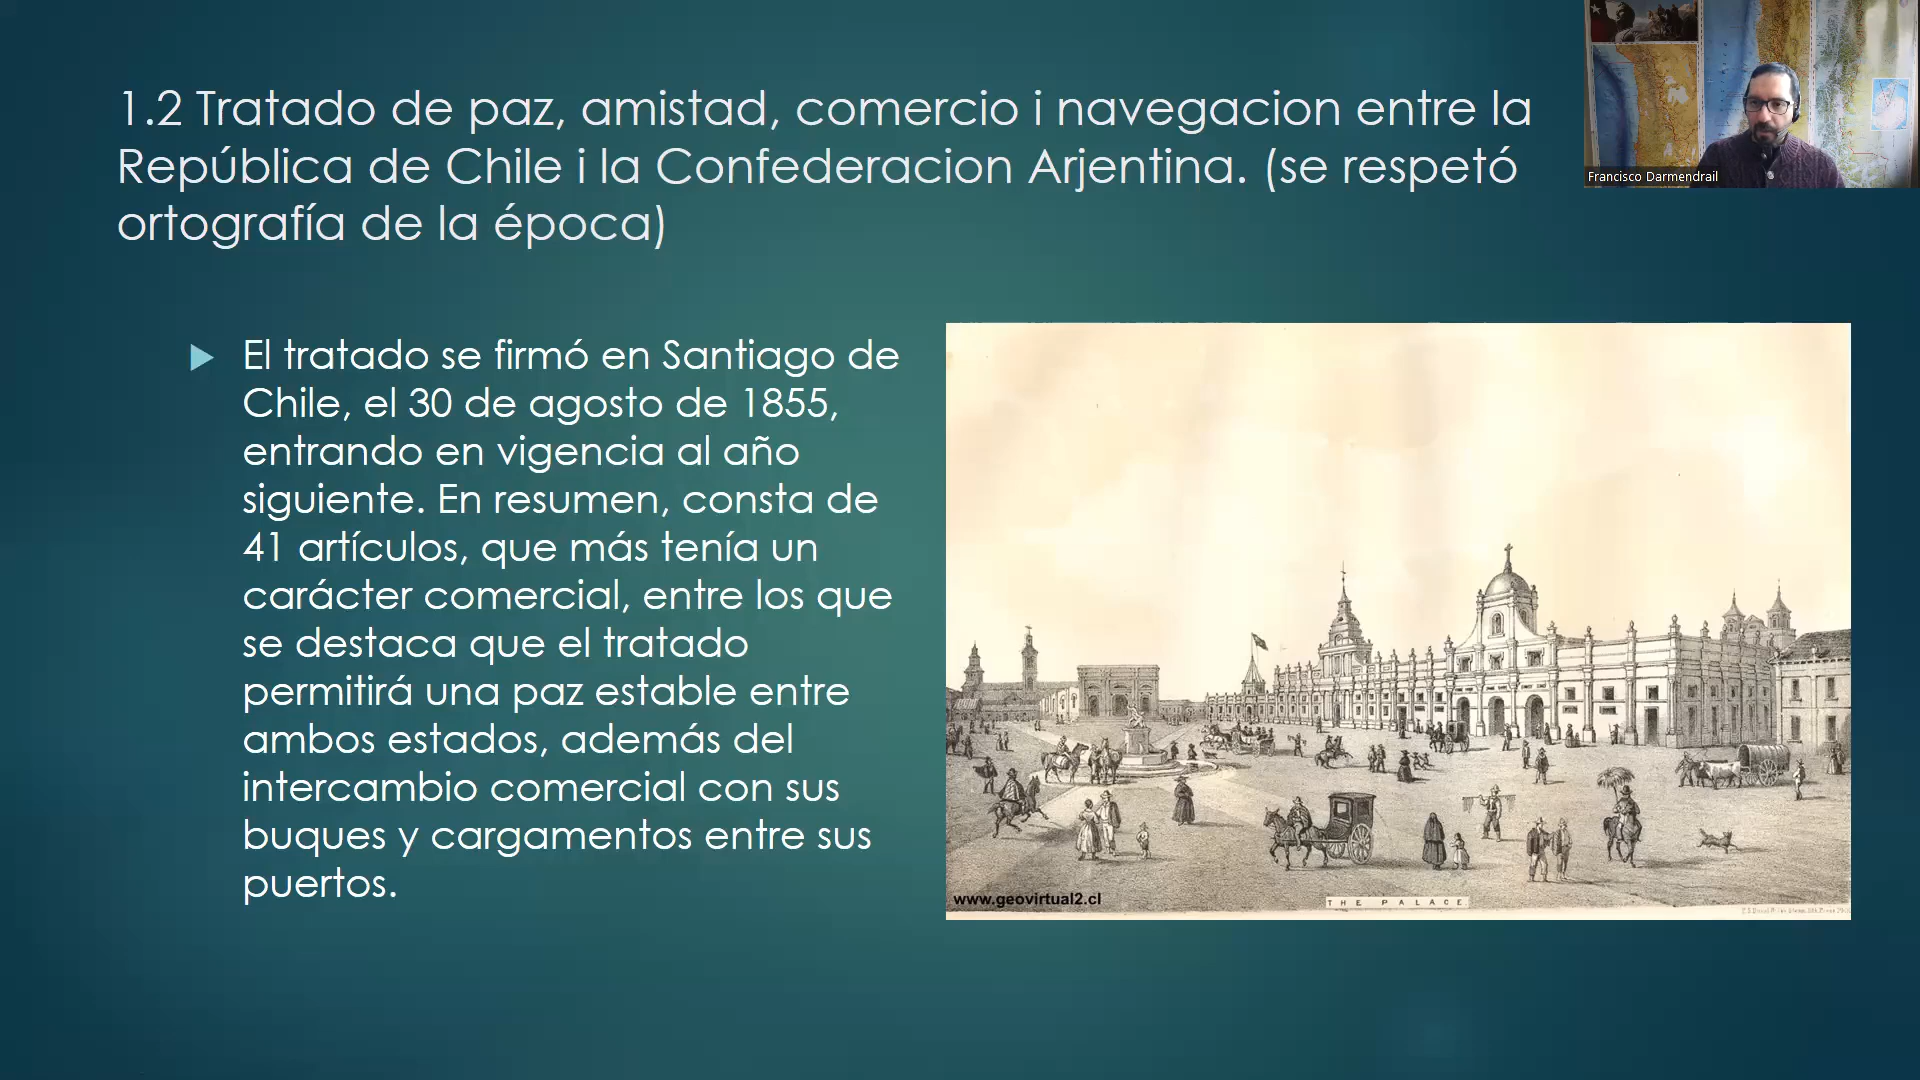 1.2 Tratado de paz, amistad, comercio i navegacion entre la
República de Chile i la Confederacion Arjentina. (se respetó
ortografía de la época)
Francisco Darmendrail
El tratado se firmó en Santiago de
Chile, el 30 de agosto de 1855,
entrando en vigencia al año
siguiente. En resumen, consta de
41 artículos, que más tenía un
carácter comercial, entre los que
se destaca que el tratado
permitirá una paz estable entre
ambos estados, además del
intercambio comercial con sus
buques y cargamentos entre sus
puertos.
www.geovirtual2.cl
THE PALACE